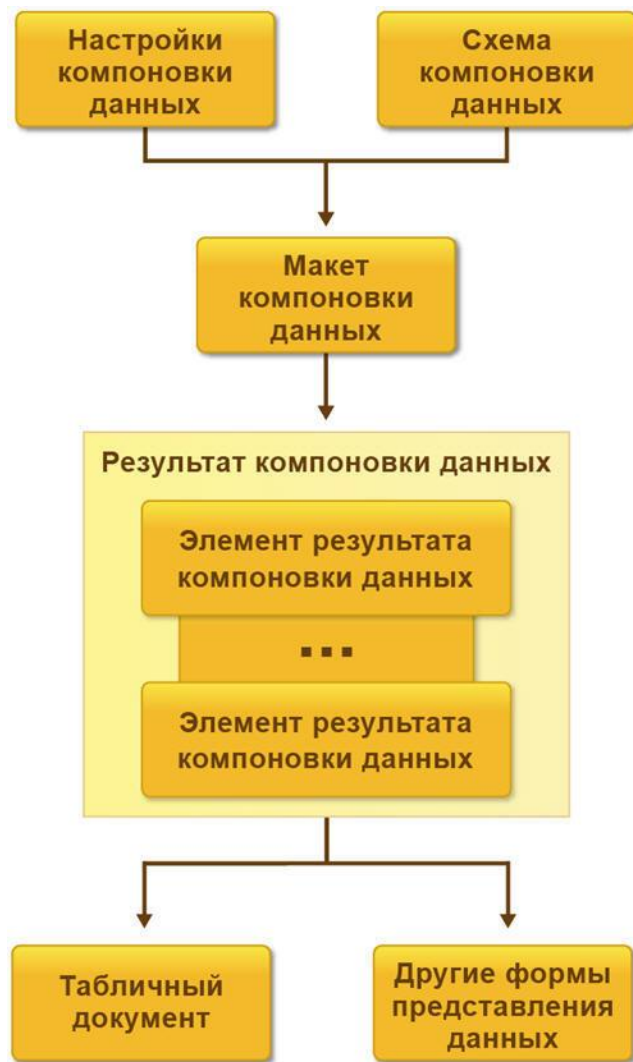 Настройки
компоновки
данных
Схема
компоновки
данных
Макет
компоновки
данных
Результат компоновки данных
Элемент результата
компоновки данных
...
Элемент результата
компоновки данных
Табличный
документ
Другие формы
представления
данных